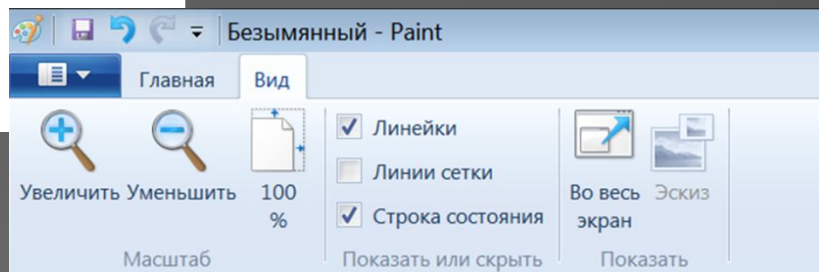 Безымянный - Paint
Главная Вид
Увеличить Уменьшить 100 %
Масштаб
Линейки
Линии сетки
Строка состояния
Показать или скрыть
Во весь экран Эскиз
Показать